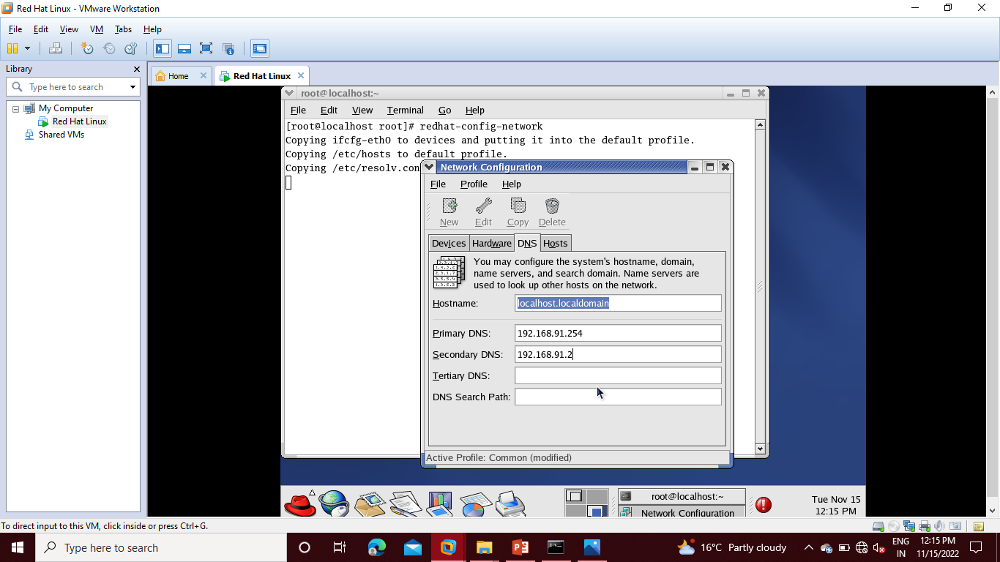 Red Hat Linux - VMware Workstation
File Edit View VM Tabs Help
Library
Home
Red Hat Linux
Type here to search
My Computer
Red Hat Linux
Shared VMs
root@localhost:~
File Edit View Terminal Go Help
[root@localhost root]# redhat-config-network
Copying ifcfg-eth0 to devices and putting it into the default profile.
Copying /etc/hosts to default profile.
Copying /etc/resolv.con
Network Configuration
File Profile Help
New Edit Copy Delete
Devices Hardware DNS Hosts
You may configure the system's hostname, domain,
name servers, and search domain. Name servers are
used to look up other hosts on the network.
Hostname: localhost.localdomain
Primary DNS: 192.168.91.254
Secondary DNS: 192.168.91.2
Tertiary DNS:
DNS Search Path:
Active Profile: Common (modified)
root@localhost:~
Network Configuration
Tue Nov 15
12:15 PM
To direct input to this VM, click inside or press Ctrl+G.
Type here to search
16°C Partly cloudy
ENG
IN
12:15 PM
11/15/2022